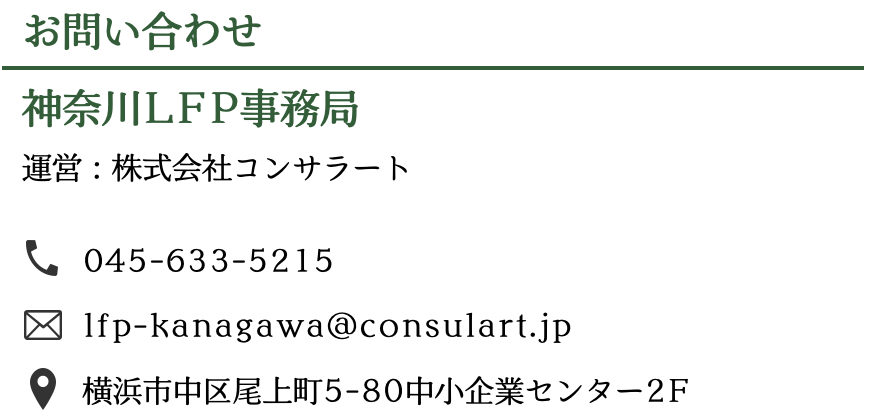 お問い合わせ
神奈川ＬＦＰ事務局
運営：株式会社コンサラート
045-633-5215
lfp-kanagawa@consulart.jp
横浜市中区尾上町5-80中小企業センター2F